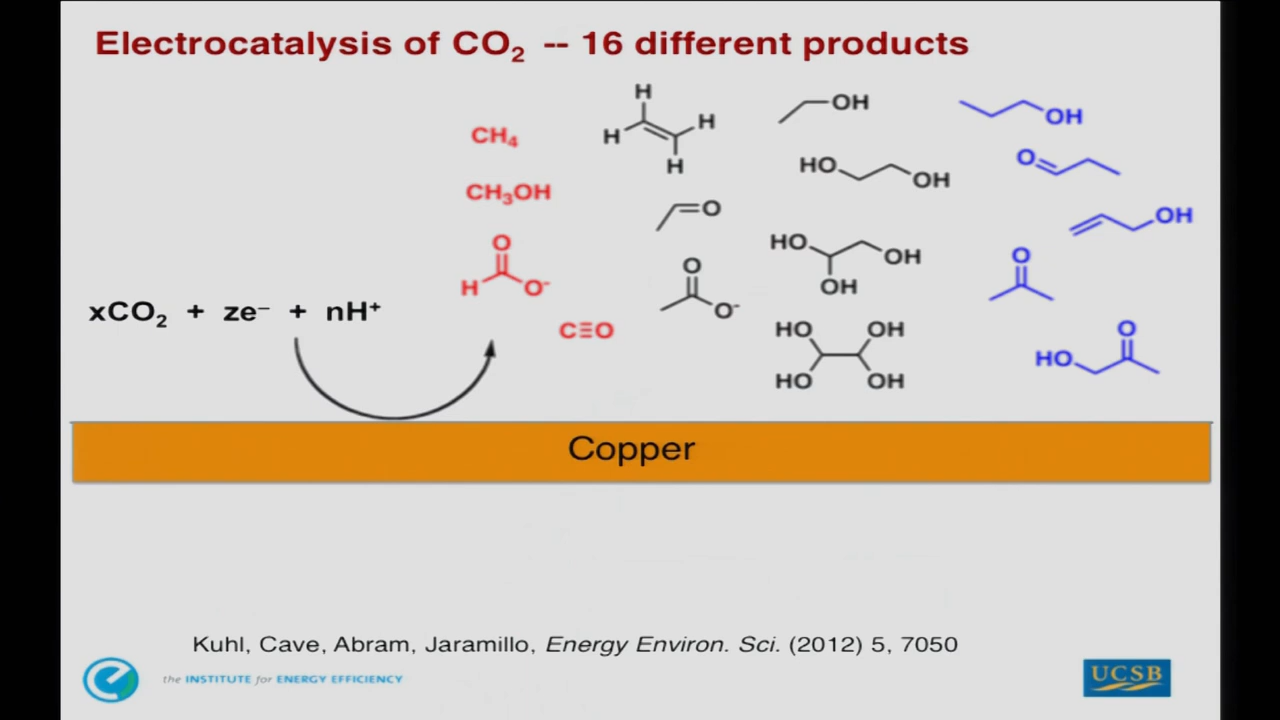 Electrocatalysis of CO₂ -- 16 different products
H
H
H
H
OH
OH
CH₄
HO
OH
O
CH₃OH
O
OH
O
H
O⁻
HO
OH
OH
O
O⁻
O
xCO₂ + ze⁻ + nH⁺
C≡O
HO
OH
HO
OH
HO
O
Copper
Kuhl, Cave, Abram, Jaramillo, Energy Environ. Sci. (2012) 5, 7050
the INSTITUTE for ENERGY EFFICIENCY
UCSB